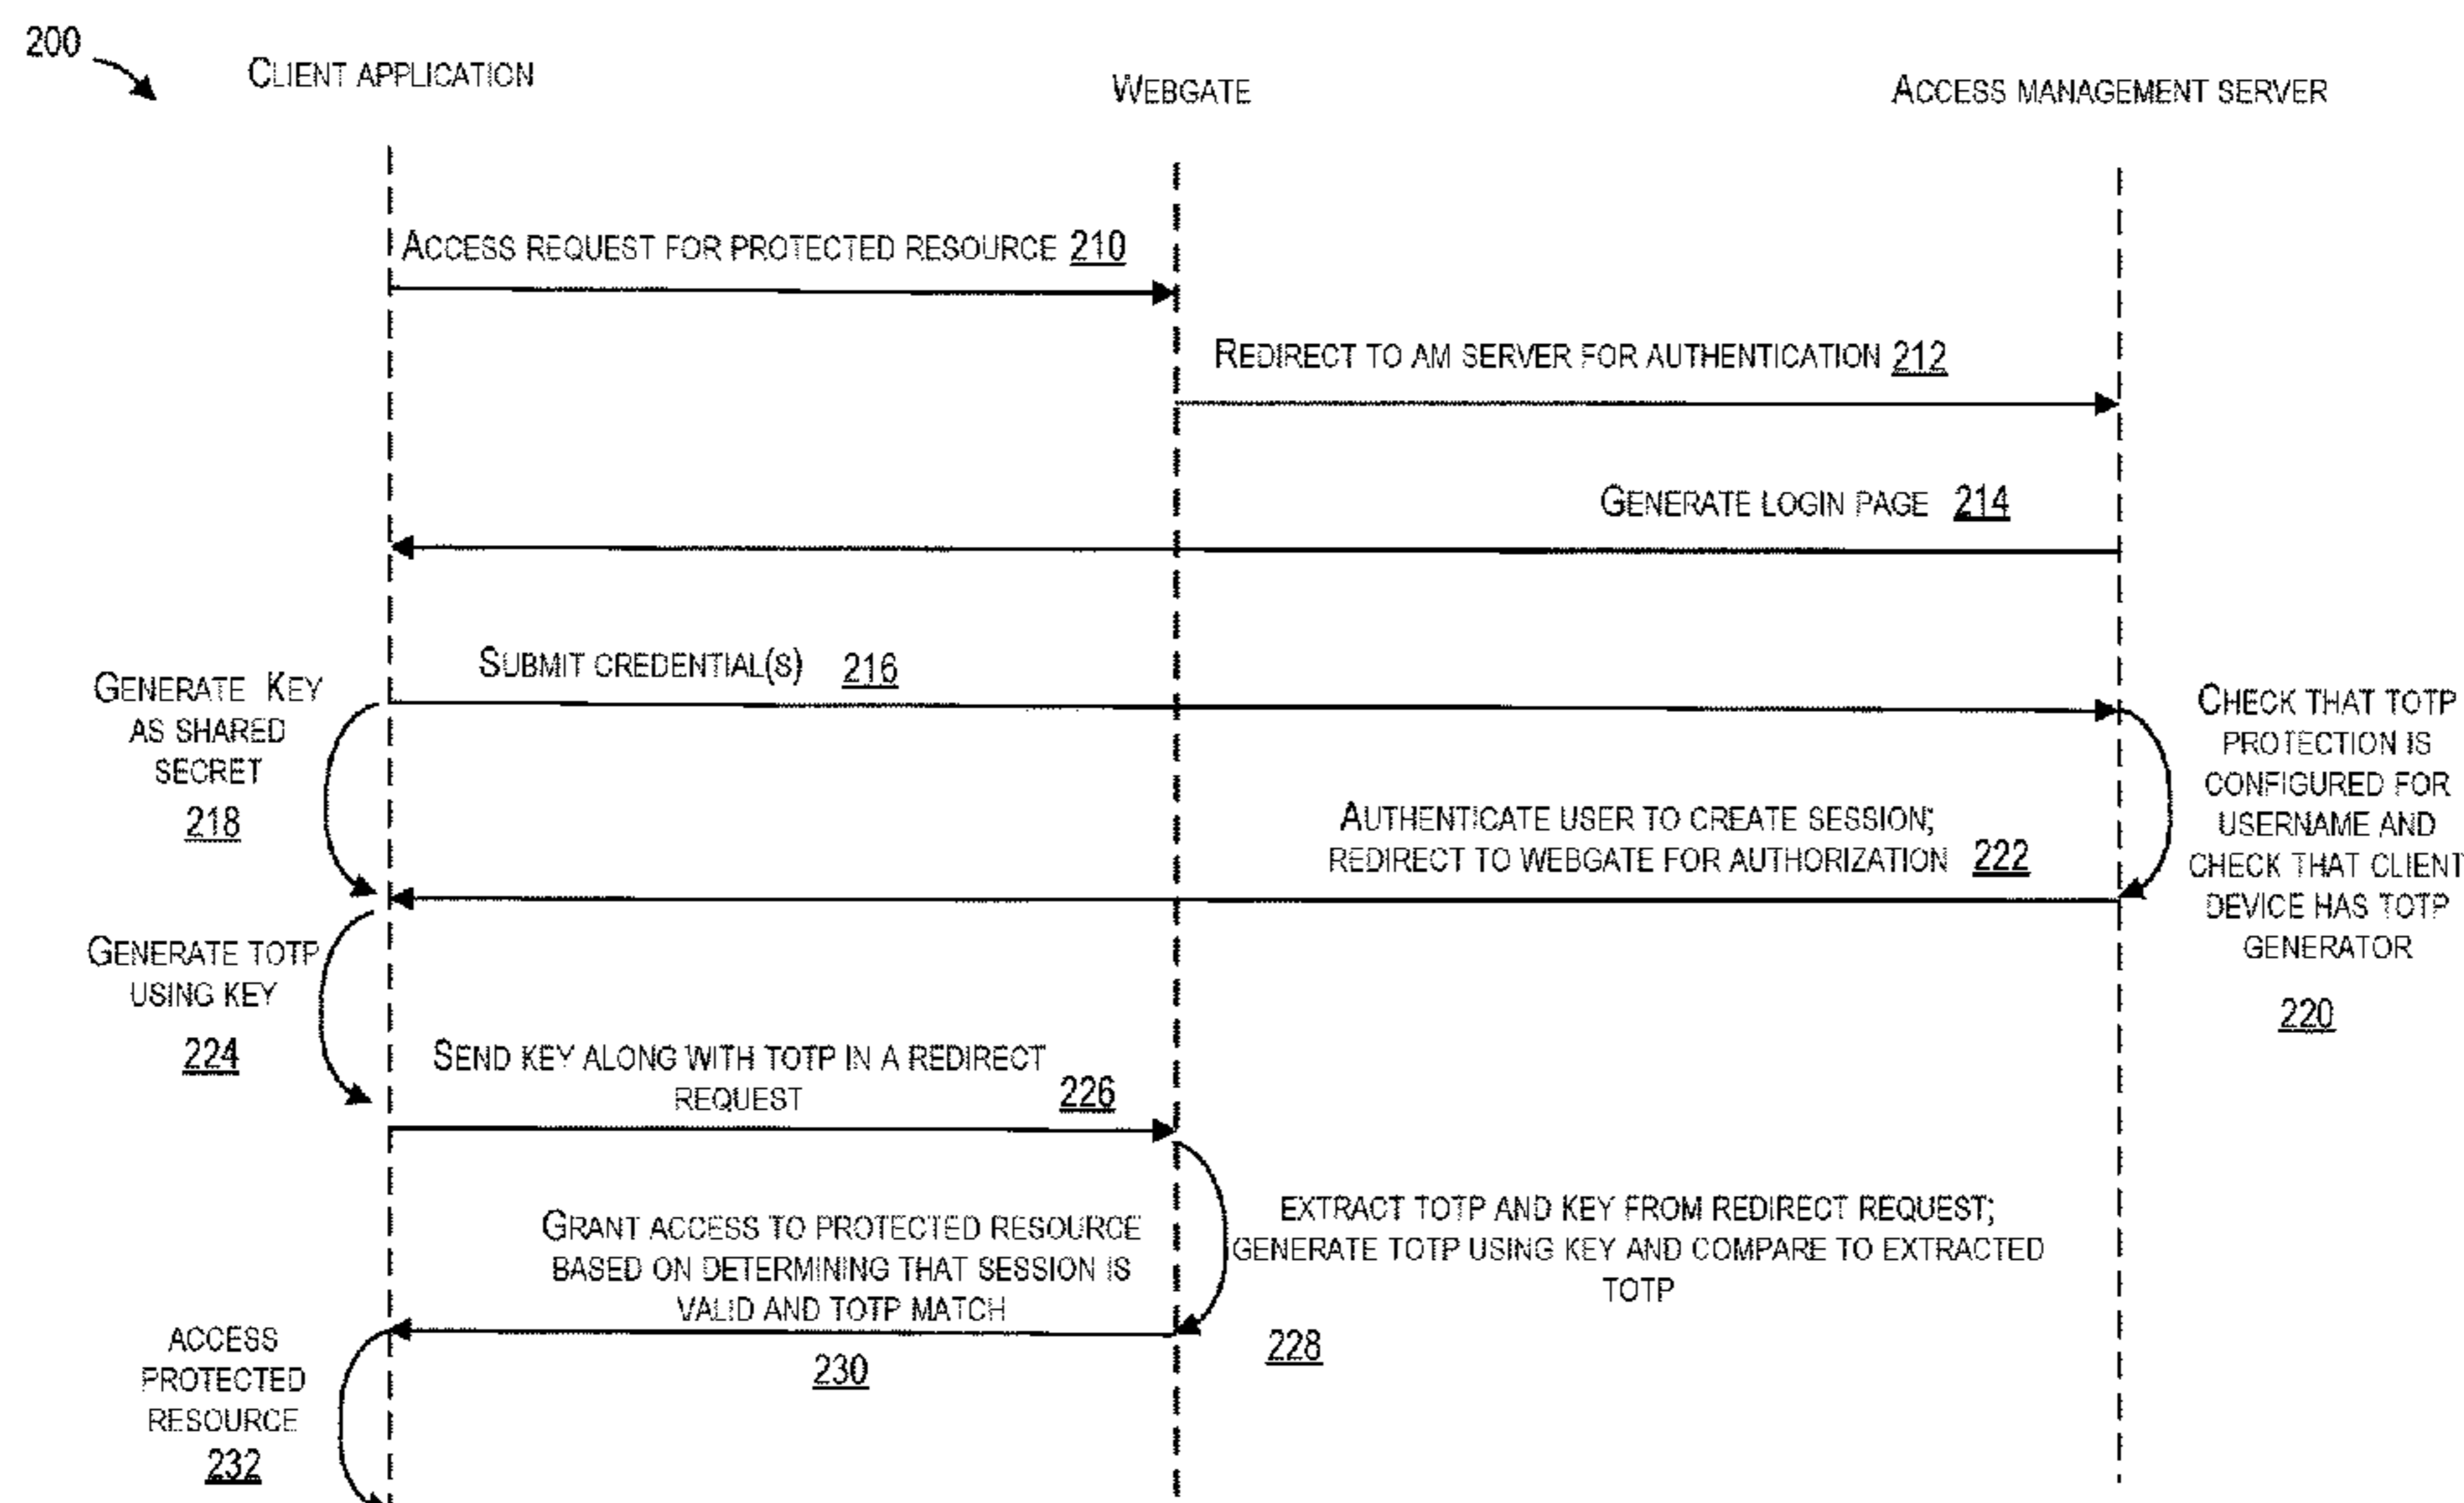 200
CLIENT APPLICATION
WEBGATE
ACCESS MANAGEMENT SERVER
ACCESS REQUEST FOR PROTECTED RESOURCE 210
REDIRECT TO AM SERVER FOR AUTHENTICATION 212
GENERATE LOGIN PAGE 214
SUBMIT CREDENTIAL(S) 216
GENERATE KEY
AS SHARED
SECRET
218
CHECK THAT TOTP
PROTECTION IS
CONFIGURED FOR
USERNAME AND
CHECK THAT CLIENT
DEVICE HAS TOTP
GENERATOR
220
AUTHENTICATE USER TO CREATE SESSION;
REDIRECT TO WEBGATE FOR AUTHORIZATION 222
GENERATE TOTP
USING KEY
224
SEND KEY ALONG WITH TOTP IN A REDIRECT
REQUEST 226
EXTRACT TOTP AND KEY FROM REDIRECT REQUEST;
GENERATE TOTP USING KEY AND COMPARE TO EXTRACTED
TOTP
228
GRANT ACCESS TO PROTECTED RESOURCE
BASED ON DETERMINING THAT SESSION IS
VALID AND TOTP MATCH
230
ACCESS
PROTECTED
RESOURCE
232